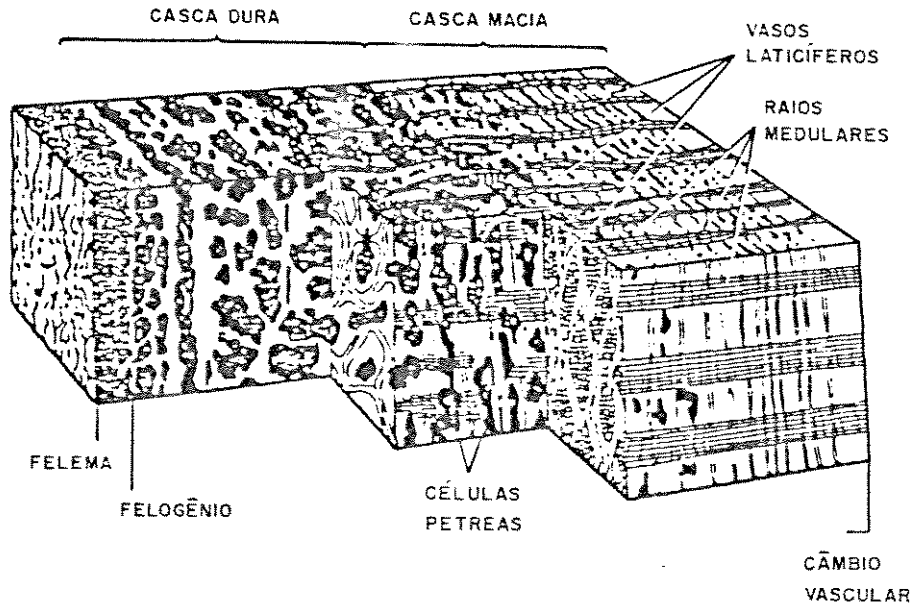 CASCA DURA
CASCA MACIA
VASOS
LATICÍFEROS
RAIOS
MEDULARES
FELEMA
FELOGÊNIO
CÉLULAS
PETREAS
CÂMBIO
VASCULAR